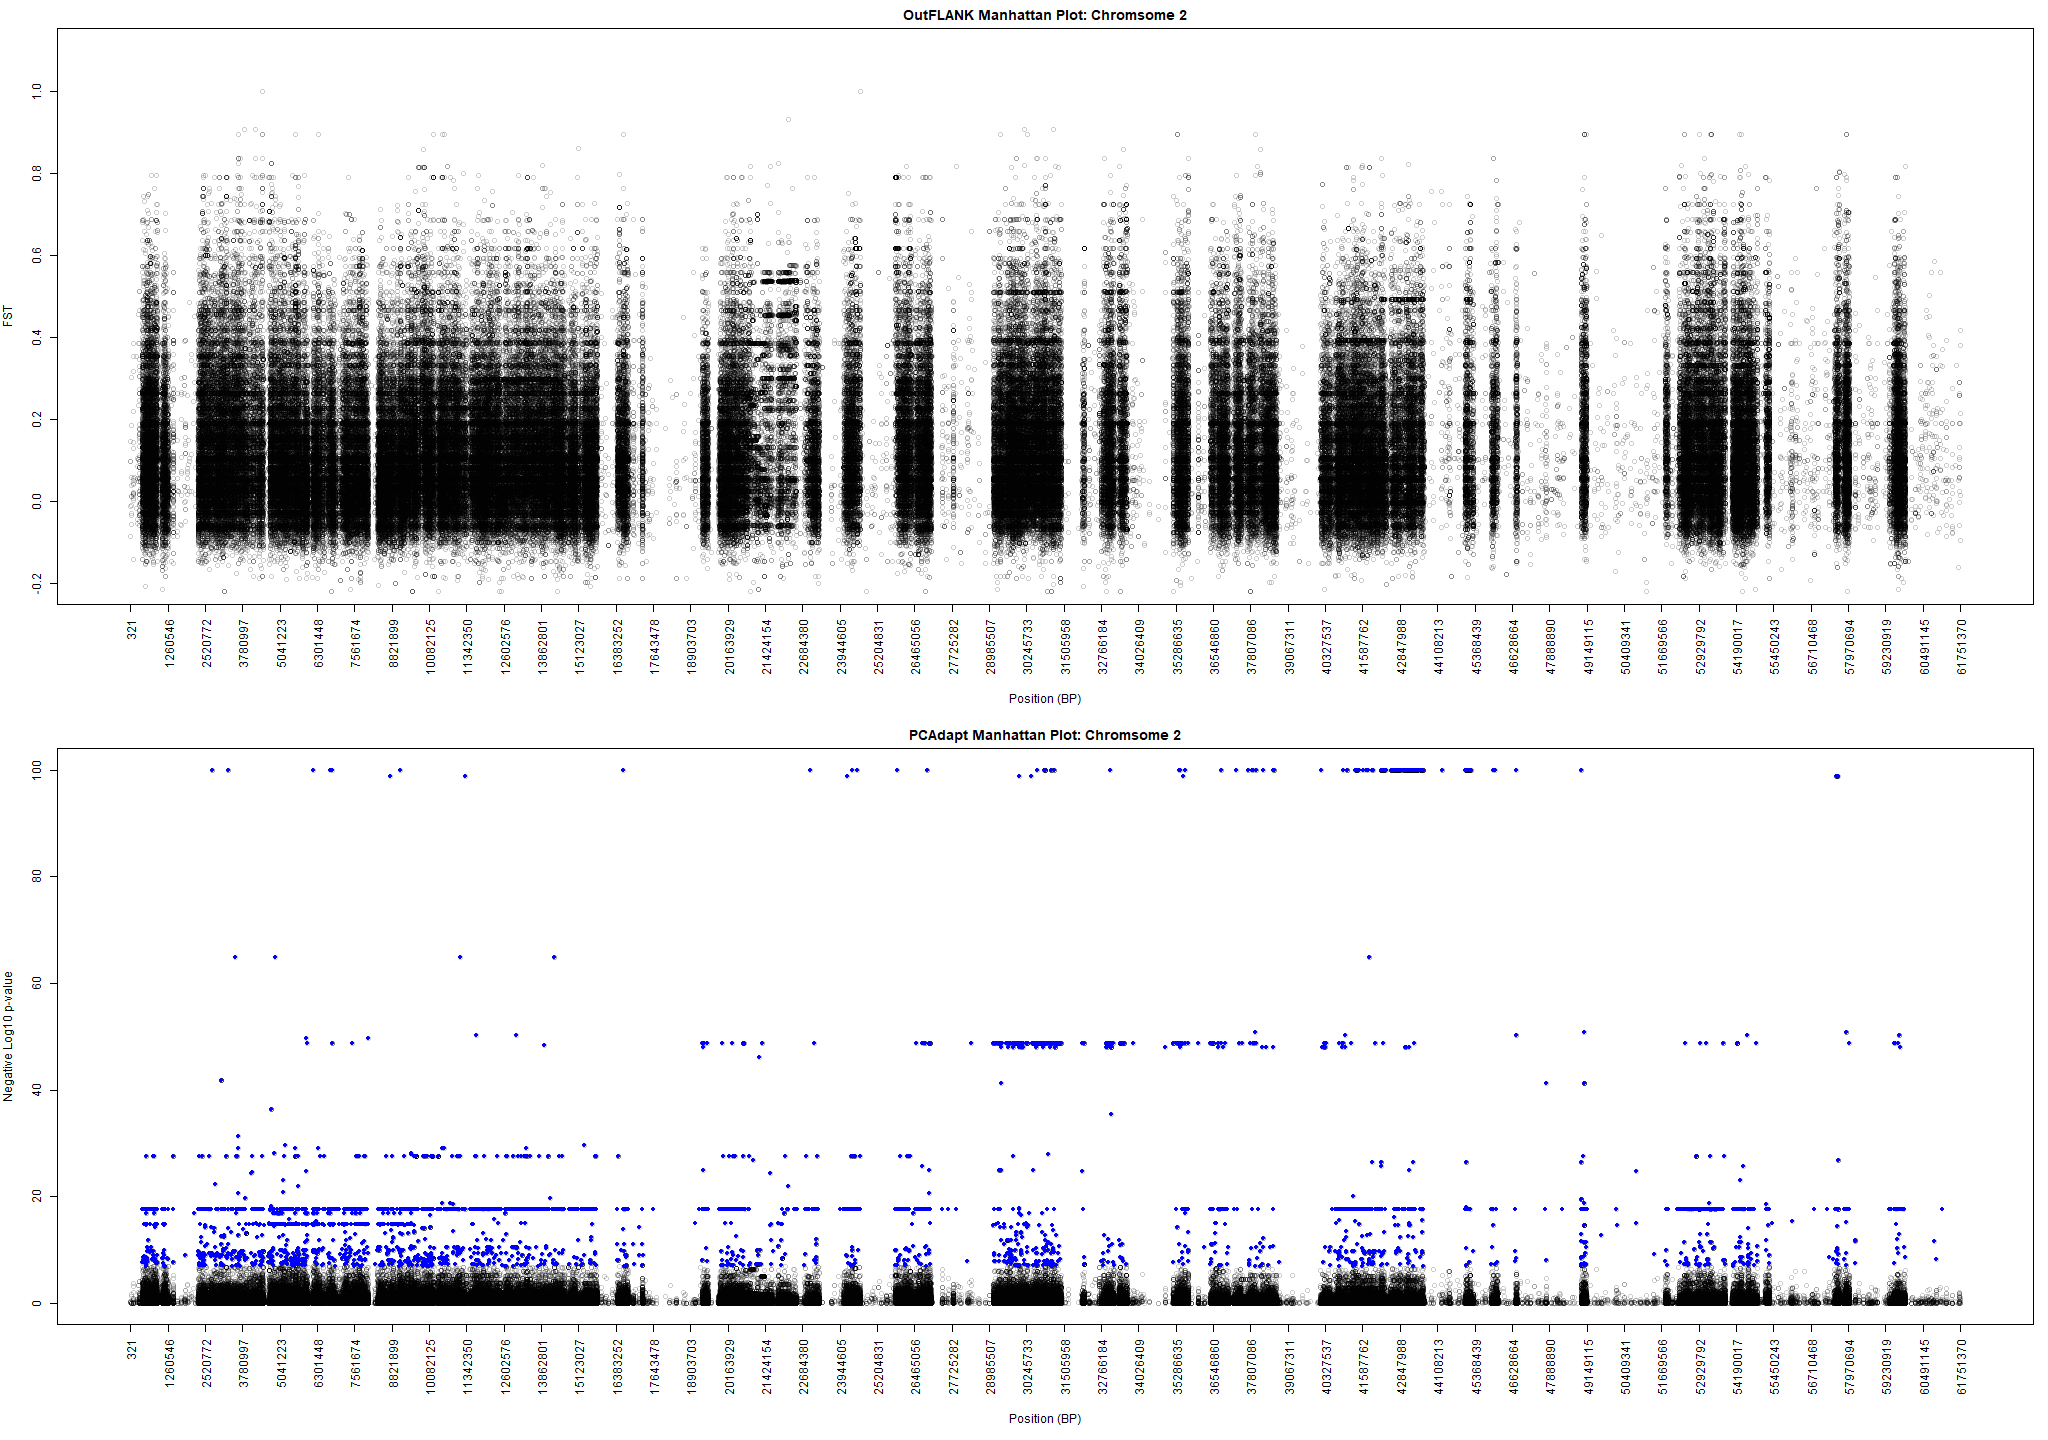 OutFLANK Manhattan Plot: Chromsome 2
FST
1.0
0.8
0.6
0.4
0.2
0.0
-0.2
321 1260546 2520772 3780997 5041223 6301448 7561674 8821899 10082125 11342350 12602576 13862801 15123027 16383252 17643478 18903703 20163929 21424154 22684380 23944605 25204831 26465056 27725282 28985507 30245733 31505958 32766184 34026409 35286635 36546860 37807086 39067311 40327537 41587762 42847988 44108213 45368439 46628664 47888890 49149115 50409341 51669566 52929792 54190017 55450243 56710468 57970694 59230919 60491145 61751370
Position (BP)
PCAdapt Manhattan Plot: Chromsome 2
Negative Log10 p-value
100
80
60
40
20
0
321 1260546 2520772 3780997 5041223 6301448 7561674 8821899 10082125 11342350 12602576 13862801 15123027 16383252 17643478 18903703 20163929 21424154 22684380 23944605 25204831 26465056 27725282 28985507 30245733 31505958 32766184 34026409 35286635 36546860 37807086 39067311 40327537 41587762 42847988 44108213 45368439 46628664 47888890 49149115 50409341 51669566 52929792 54190017 55450243 56710468 57970694 59230919 60491145 61751370
Position (BP)